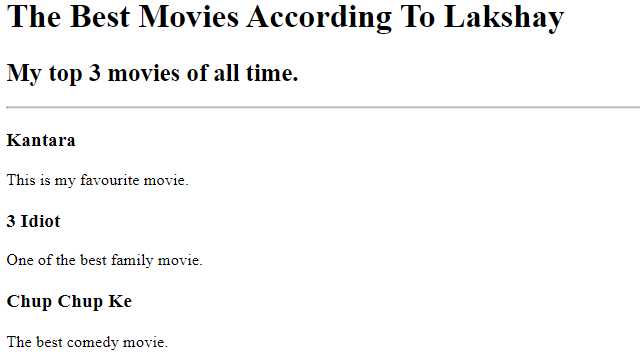 The Best Movies According To Lakshay
My top 3 movies of all time.
Kantara
This is my favourite movie.
3 Idiot
One of the best family movie.
Chup Chup Ke
The best comedy movie.